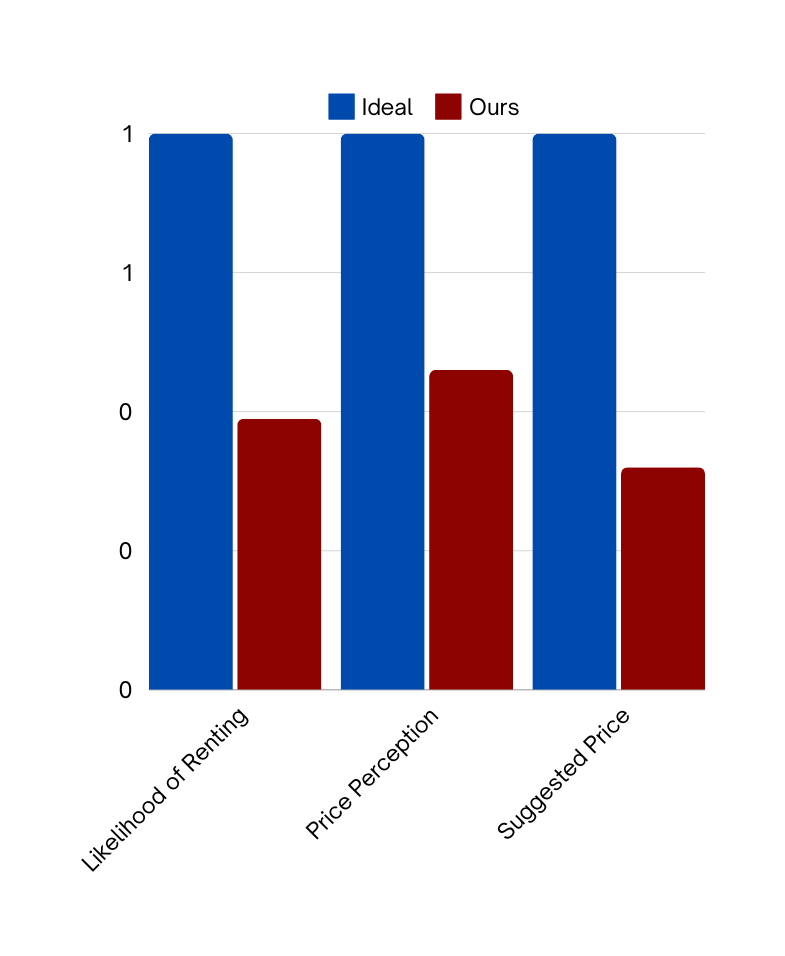 Ideal Ours
1
1
0
0
0
Likelihood of Renting
Price Perception
Suggested Price